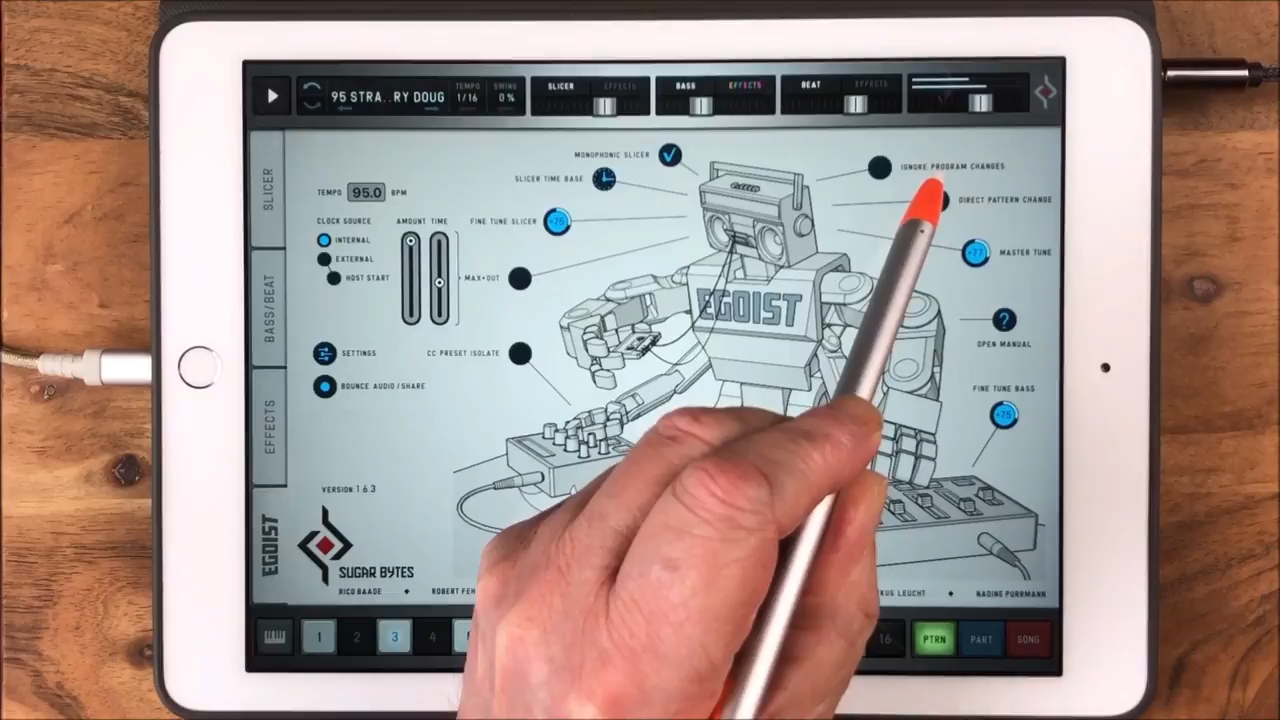 95 STRA..RY DOUG
TEMPO
1/16
SWING
0 %
SLICER EFFECTS
BASS EFFECTS
BEAT EFFECTS
SLICER
BASS/BEAT
EFFECTS
EGOIST
TEMPO 95.0 BPM
CLOCK SOURCE
INTERNAL
EXTERNAL
HOST START
AMOUNT TIME
SETTINGS
BOUNCE AUDIO / SHARE
MONOPHONIC SLICER
SLICER TIME BASE
FINE TUNE SLICER +75
MAX-OUT
CC PRESET ISOLATE
IGNORE PROGRAM CHANGES
DIRECT PATTERN CHANGE
+77 MASTER TUNE
?
OPEN MANUAL
FINE TUNE BASS
+75
EGOIST
VERSION 1.6.3
SUGAR BYTES
RICO BAADE ROBERT FEH
KUS LEUCHT NADINE PURRMANN
1 2 3 4 16 PTRN PART SONG